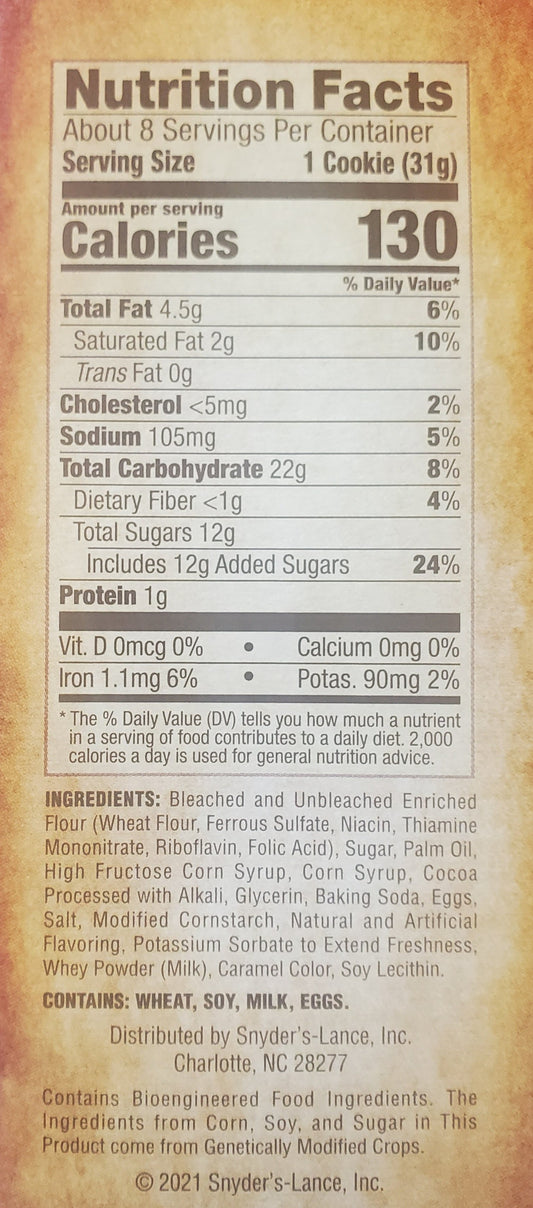 Nutrition Facts
About 8 Servings Per Container
Serving Size 1 Cookie (31g)
Amount per serving
Calories 130
% Daily Value*
Total Fat 4.5g 6%
Saturated Fat 2g 10%
Trans Fat 0g
Cholesterol <5mg 2%
Sodium 105mg 5%
Total Carbohydrate 22g 8%
Dietary Fiber <1g 4%
Total Sugars 12g
Includes 12g Added Sugars 24%
Protein 1g
Vit. D 0mcg 0% • Calcium 0mg 0%
Iron 1.1mg 6% • Potas. 90mg 2%
* The % Daily Value (DV) tells you how much a nutrient
in a serving of food contributes to a daily diet. 2,000
calories a day is used for general nutrition advice.
INGREDIENTS: Bleached and Unbleached Enriched
Flour (Wheat Flour, Ferrous Sulfate, Niacin, Thiamine
Mononitrate, Riboflavin, Folic Acid), Sugar, Palm Oil,
High Fructose Corn Syrup, Corn Syrup, Cocoa
Processed with Alkali, Glycerin, Baking Soda, Eggs,
Salt, Modified Cornstarch, Natural and Artificial
Flavoring, Potassium Sorbate to Extend Freshness,
Whey Powder (Milk), Caramel Color, Soy Lecithin.
CONTAINS: WHEAT, SOY, MILK, EGGS.
Distributed by Snyder's-Lance, Inc.
Charlotte, NC 28277
Contains Bioengineered Food Ingredients. The
Ingredients from Corn, Soy, and Sugar in This
Product come from Genetically Modified Crops.
© 2021 Snyder's-Lance, Inc.